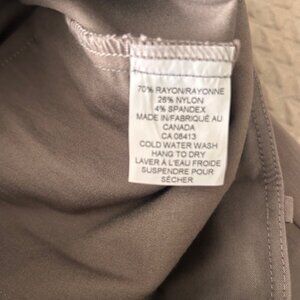 70% RAYON/RAYONNE
26% NYLON
4% SPANDEX
MADE IN/FABRIQUÉ AU
CANADA
CA 08413
COLD WATER WASH
HANG TO DRY
LAVER À L'EAU FROIDE
SUSPENDRE POUR
SÉCHER